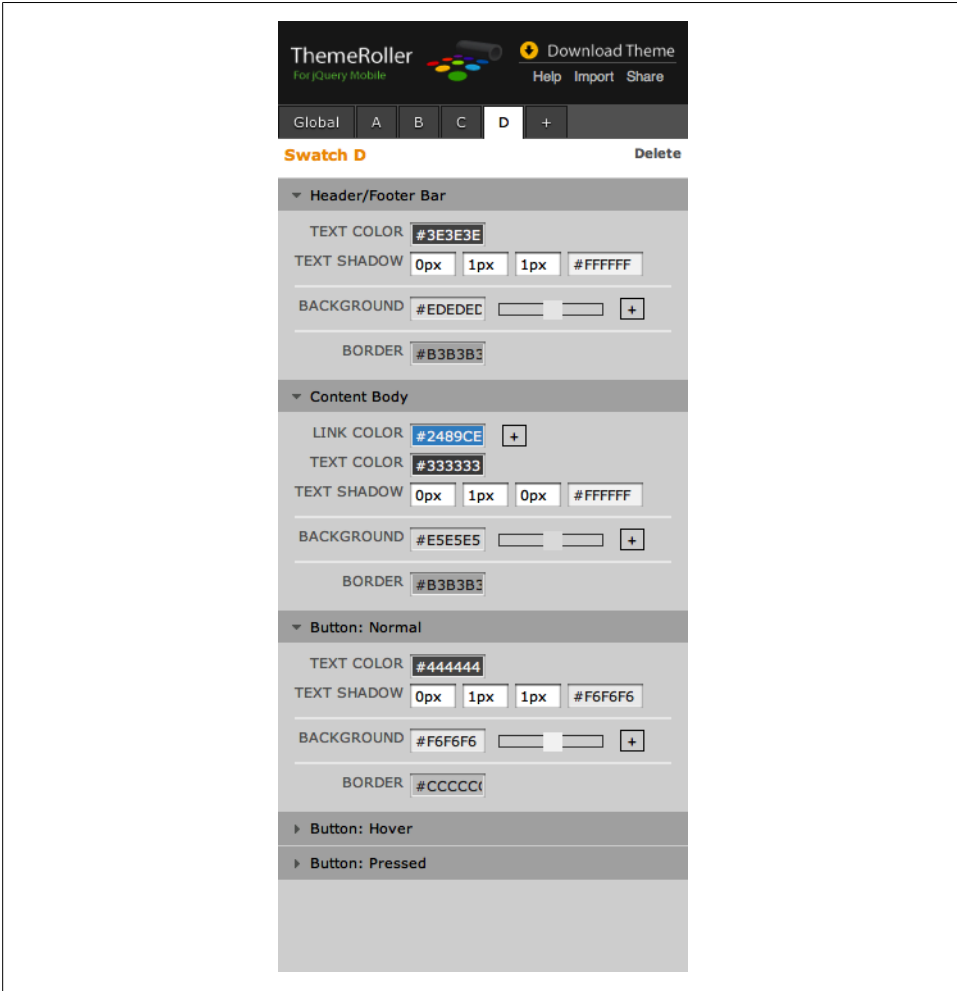 ThemeRoller
For jQuery Mobile
Download Theme
Help Import Share
Global A B C D +
Swatch D Delete
Header/Footer Bar
TEXT COLOR #3E3E3E
TEXT SHADOW 0px 1px 1px #FFFFFF
BACKGROUND #EDEDED +
BORDER #B3B3B3
Content Body
LINK COLOR #2489CE +
TEXT COLOR #333333
TEXT SHADOW 0px 1px 0px #FFFFFF
BACKGROUND #E5E5E5 +
BORDER #B3B3B3
Button: Normal
TEXT COLOR #444444
TEXT SHADOW 0px 1px 1px #F6F6F6
BACKGROUND #F6F6F6 +
BORDER #CCCCC
Button: Hover
Button: Pressed